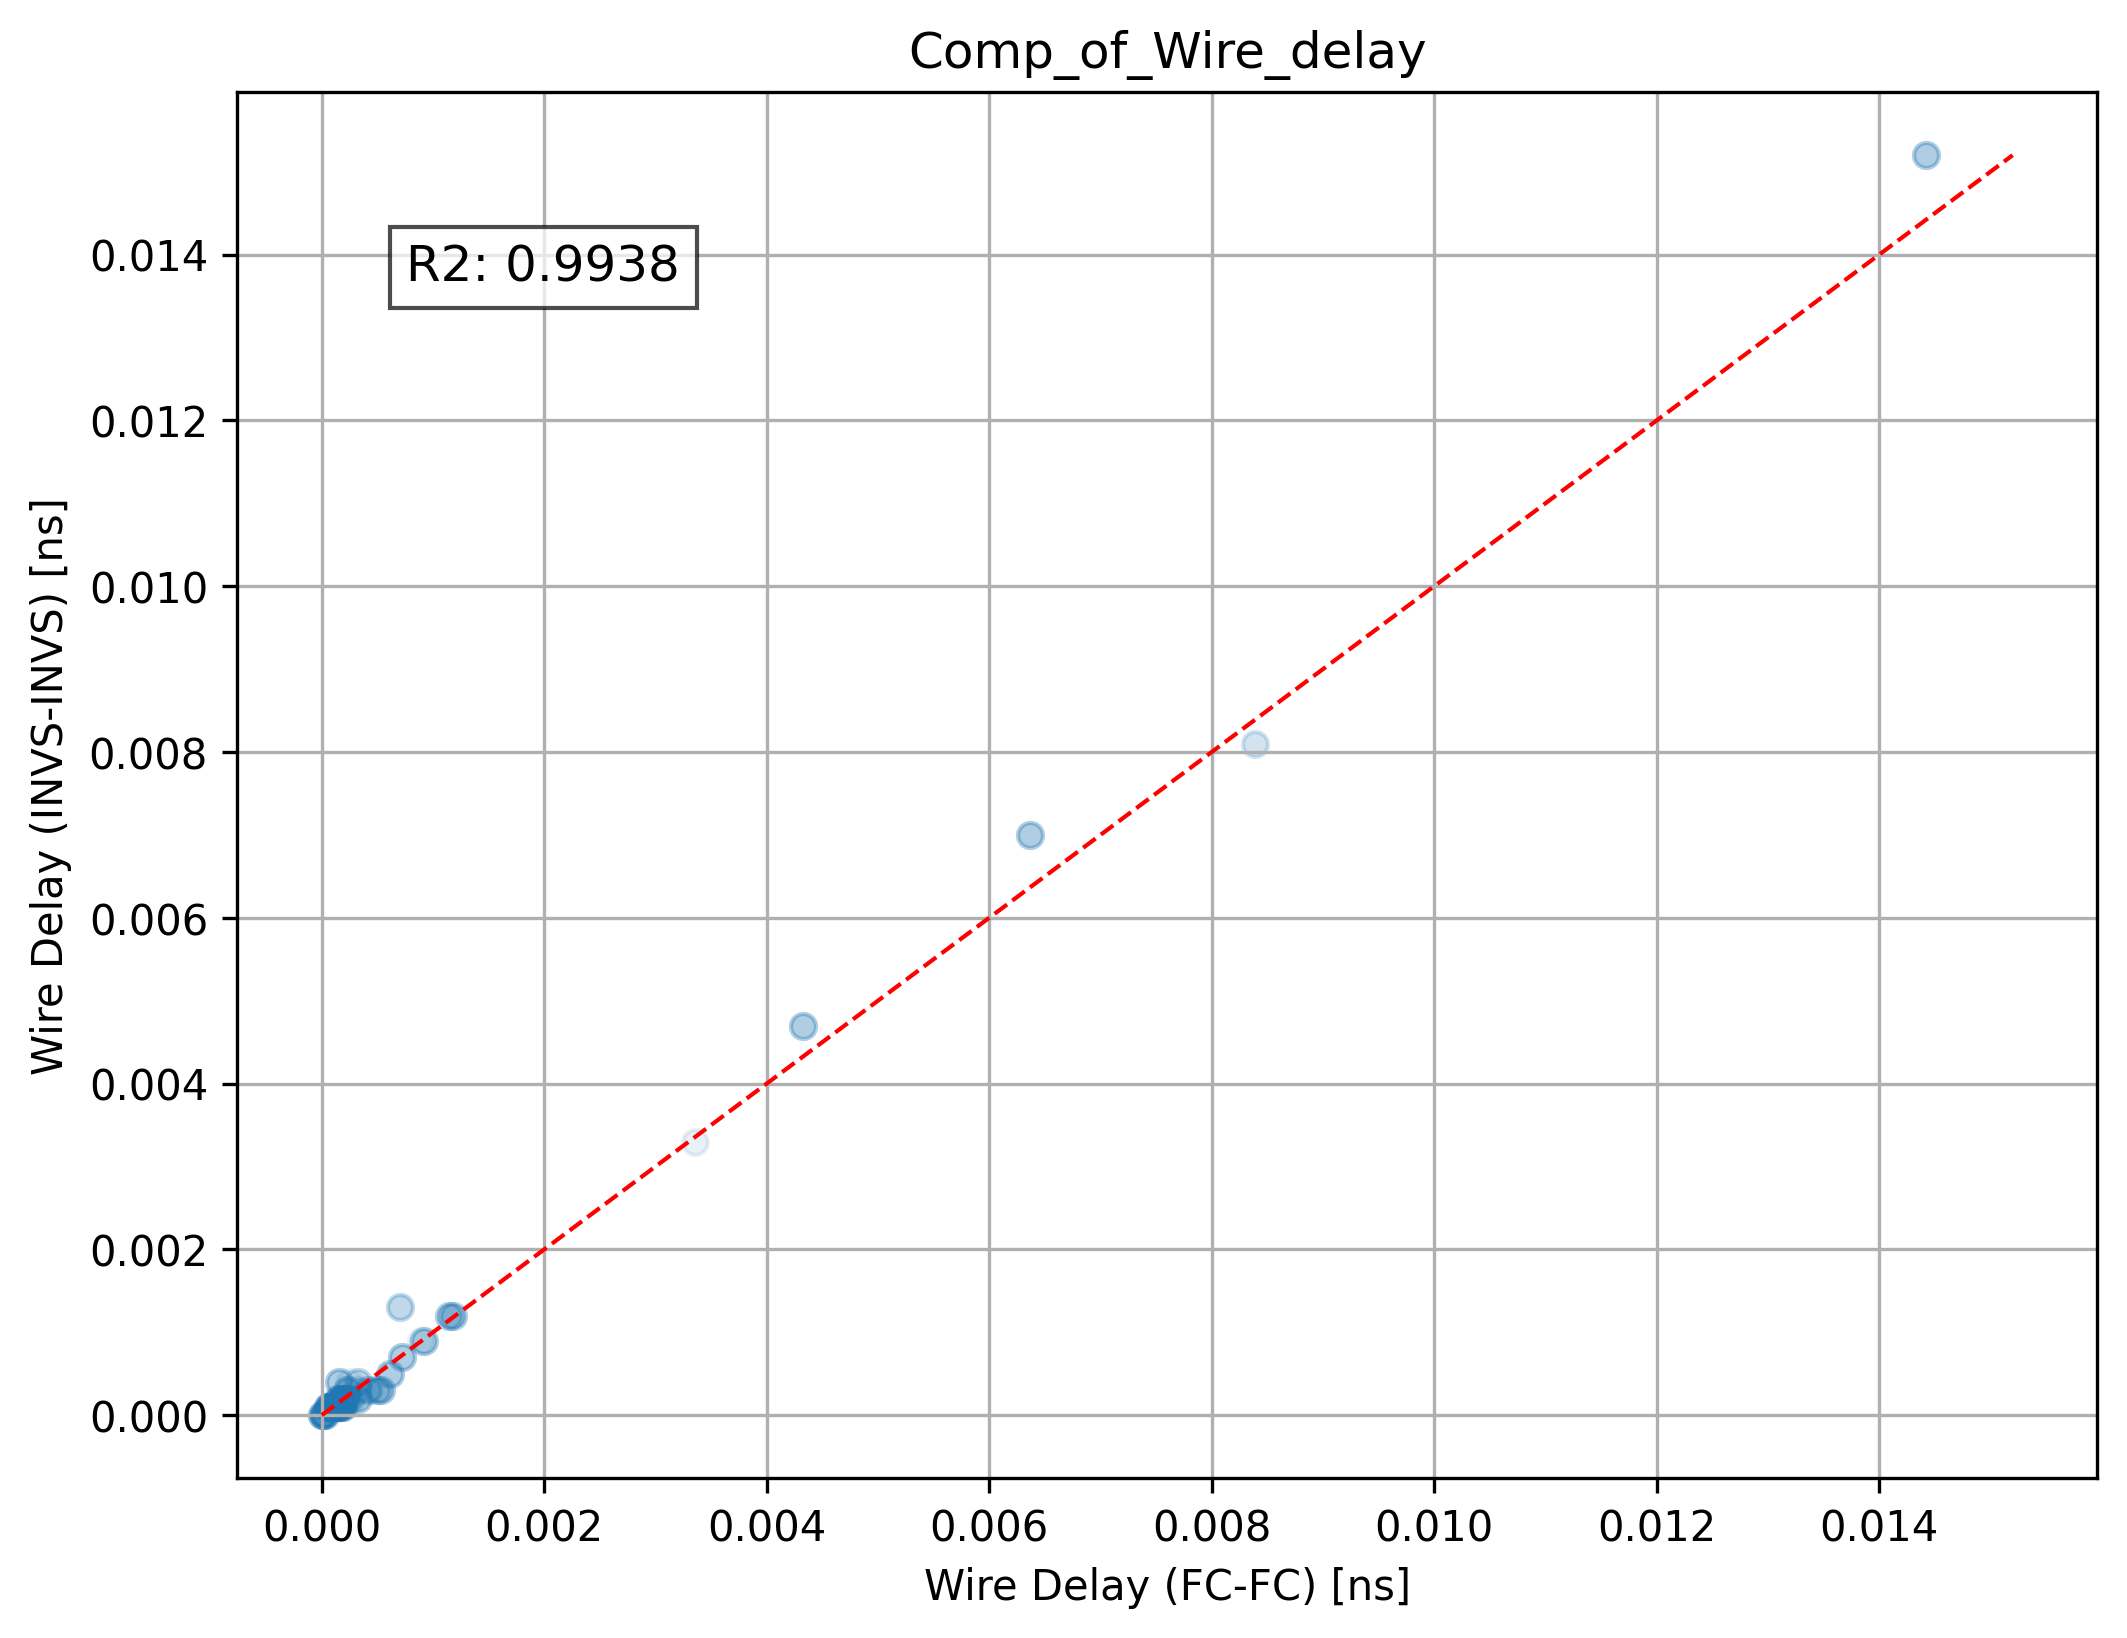 Comp_of_Wire_delay
R2: 0.9938
Wire Delay (INVS-INVS) [ns]
0.014
0.012
0.010
0.008
0.006
0.004
0.002
0.000
0.000 0.002 0.004 0.006 0.008 0.010 0.012 0.014
Wire Delay (FC-FC) [ns]